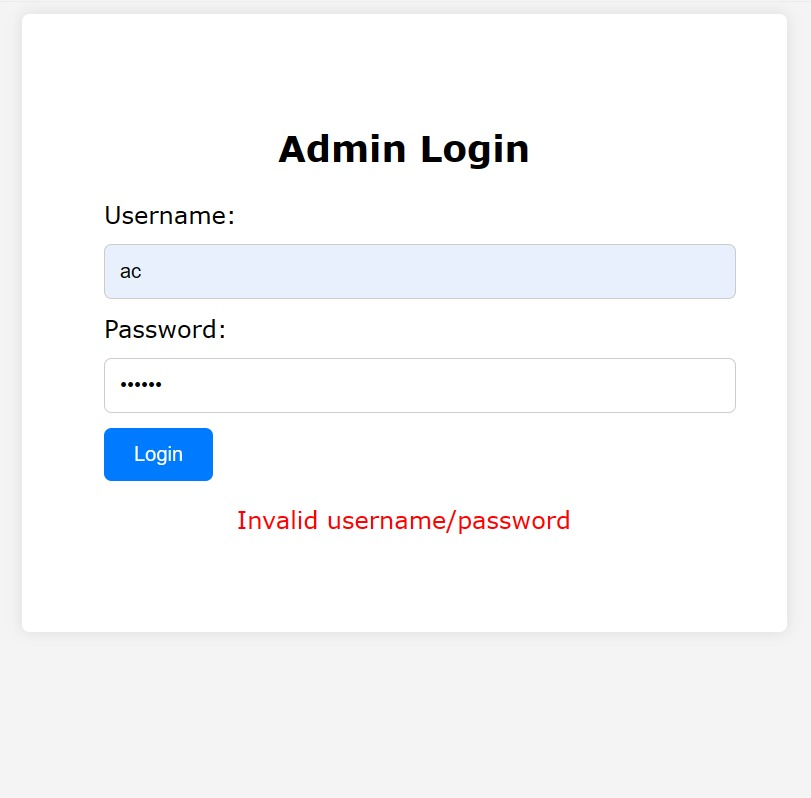 Admin Login
Username:
ac
Password:
••••••
Login
Invalid username/password